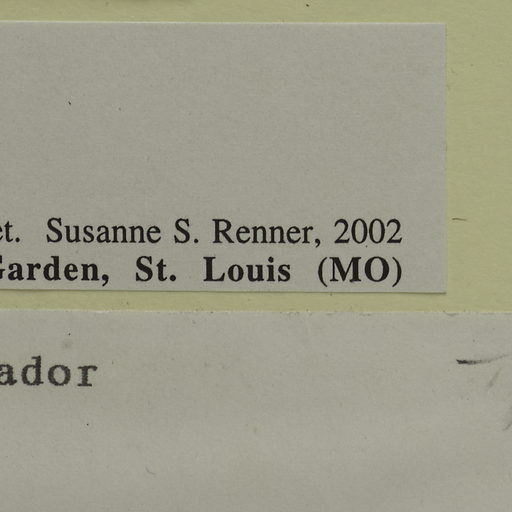 et. Susanne S. Renner, 2002
Garden, St. Louis (MO)
ador